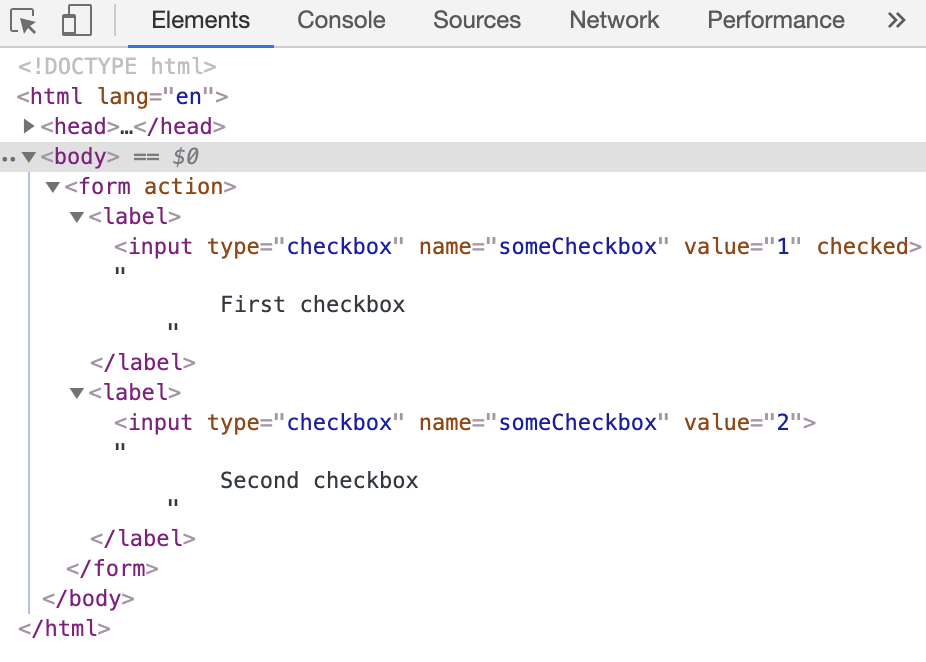 Elements Console Sources Network Performance »
<!DOCTYPE html>
<html lang="en">
▶<head>…</head>
..▼<body> == $0
▼<form action>
▼<label>
<input type="checkbox" name="someCheckbox" value="1" checked>
"
First checkbox
"
</label>
▼<label>
<input type="checkbox" name="someCheckbox" value="2">
"
Second checkbox
"
</label>
</form>
</body>
</html>